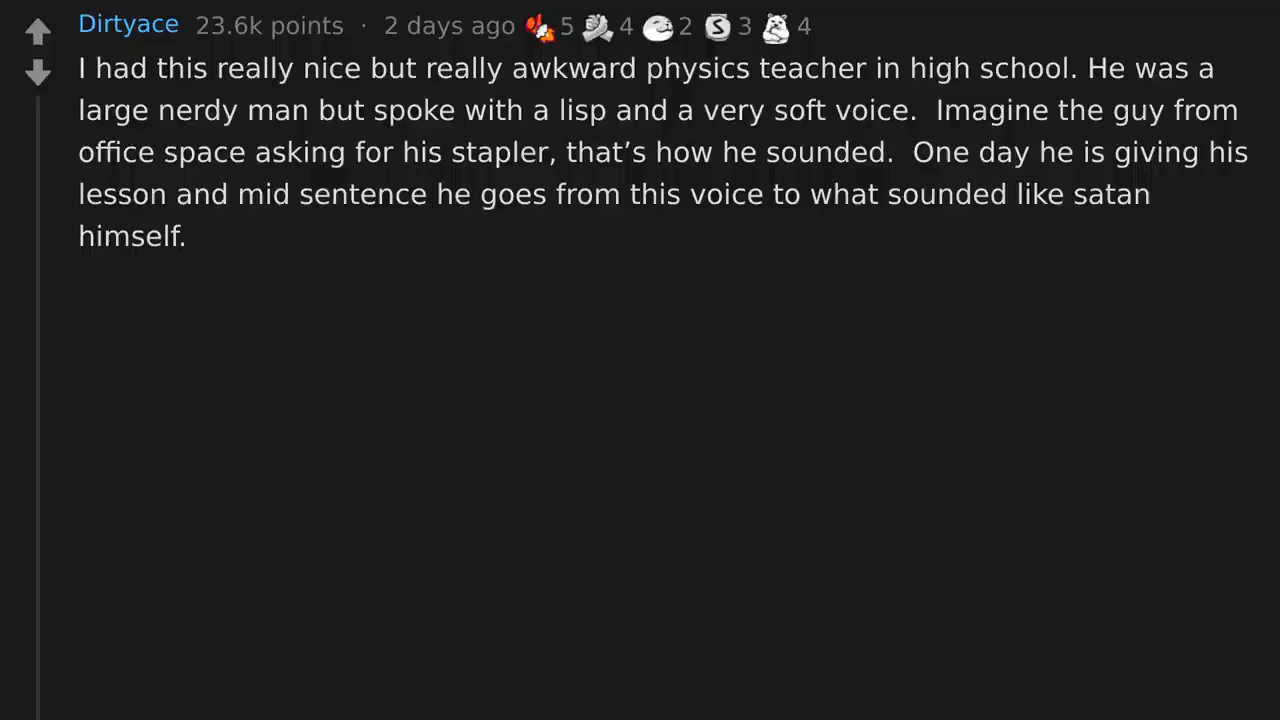 Dirtyace 23.6k points · 2 days ago 5 4 2 S 3 4
I had this really nice but really awkward physics teacher in high school. He was a
large nerdy man but spoke with a lisp and a very soft voice.  Imagine the guy from
office space asking for his stapler, that’s how he sounded.  One day he is giving his
lesson and mid sentence he goes from this voice to what sounded like satan
himself.